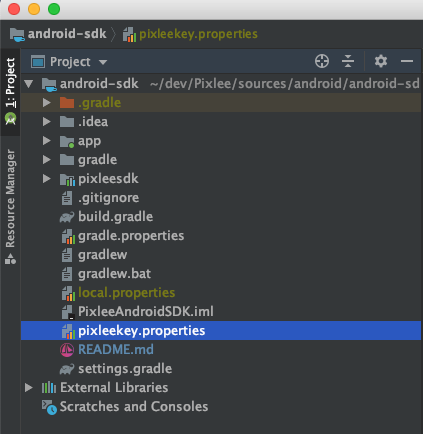 android-sdk pixleekey.properties
Project
android-sdk ~/dev/Pixlee/sources/android/android-sd
.gradle
.idea
app
gradle
pixleesdk
.gitignore
build.gradle
gradle.properties
gradlew
gradlew.bat
local.properties
PixleeAndroidSDK.iml
pixleekey.properties
README.md
settings.gradle
External Libraries
Scratches and Consoles
1: Project
Resource Manager